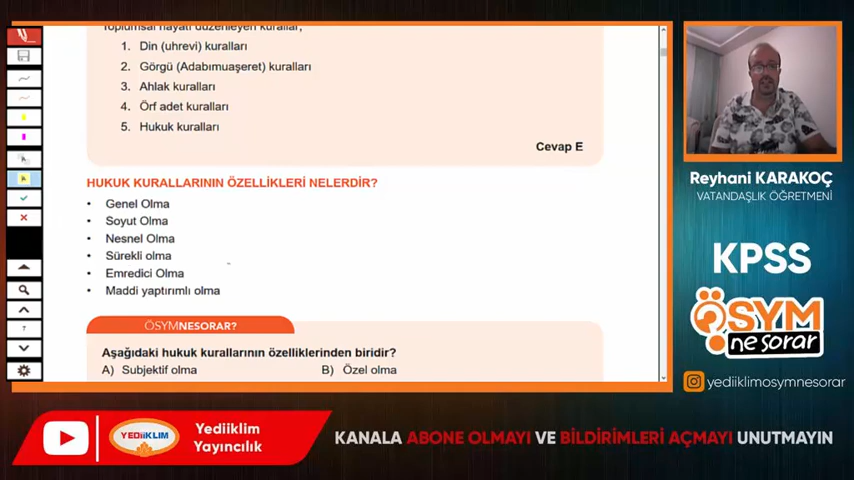 Toplumsal hayatı düzenleyen kurallar;
1. Din (uhrevi) kuralları
2. Görgü (Adabımuaşeret) kuralları
3. Ahlak kuralları
4. Örf adet kuralları
5. Hukuk kuralları
Cevap E
HUKUK KURALLARININ ÖZELLİKLERİ NELERDİR?
• Genel Olma
• Soyut Olma
• Nesnel Olma
• Sürekli olma
• Emredici Olma
• Maddi yaptırımlı olma
ÖSYMNESORAR?
Aşağıdaki hukuk kurallarının özelliklerinden biridir?
A) Subjektif olma B) Özel olma
Reyhani KARAKOÇ
VATANDAŞLIK ÖĞRETMENİ
KPSS
ÖSYM
ne sorar
yediiklimosymnesorar
YEDİİKLİM
Yediiklim
Yayıncılık
KANALA ABONE OLMAYI VE BİLDİRİMLERİ AÇMAYI UNUTMAYIN